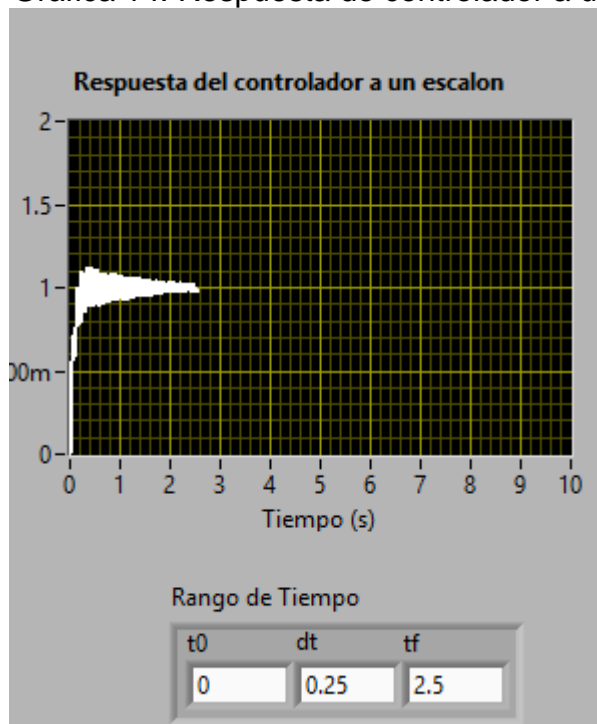 Respuesta del controlador a un escalon
2
1.5
1
00m
0
0 1 2 3 4 5 6 7 8 9 10
Tiempo (s)
Rango de Tiempo
t0 dt tf
0 0.25 2.5